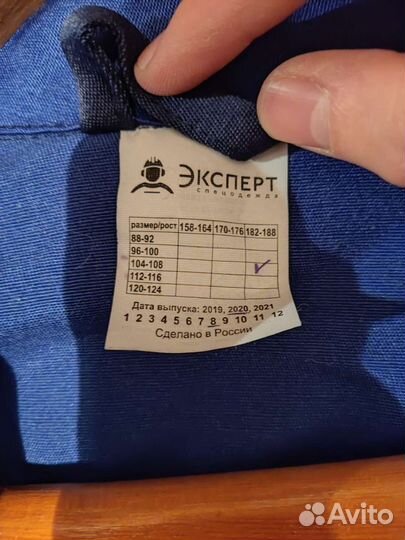 ЭКСПЕРТ
спецодежда
размер/рост 158-164 170-176 182-188
88-92
96-100
104-108 ✓
112-116
120-124
Дата выпуска: 2019, 2020, 2021
1 2 3 4 5 6 7 8 9 10 11 12
Сделано в России
Avito